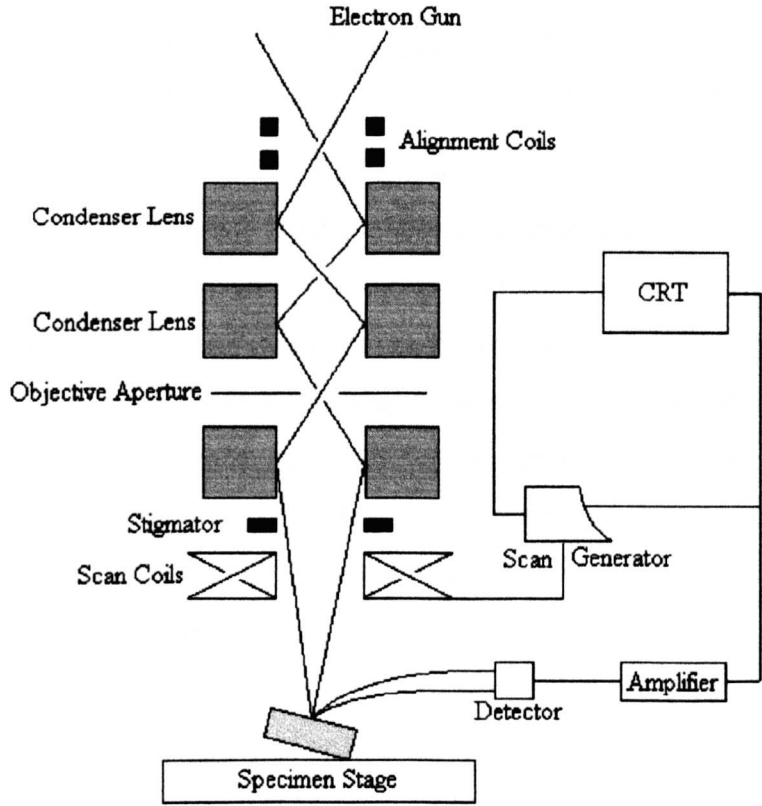 Electron Gun
Alignment Coils
Condenser Lens
CRT
Condenser Lens
Objective Aperture
Stigmator
Scan Generator
Scan Coils
Detector
Amplifier
Specimen Stage